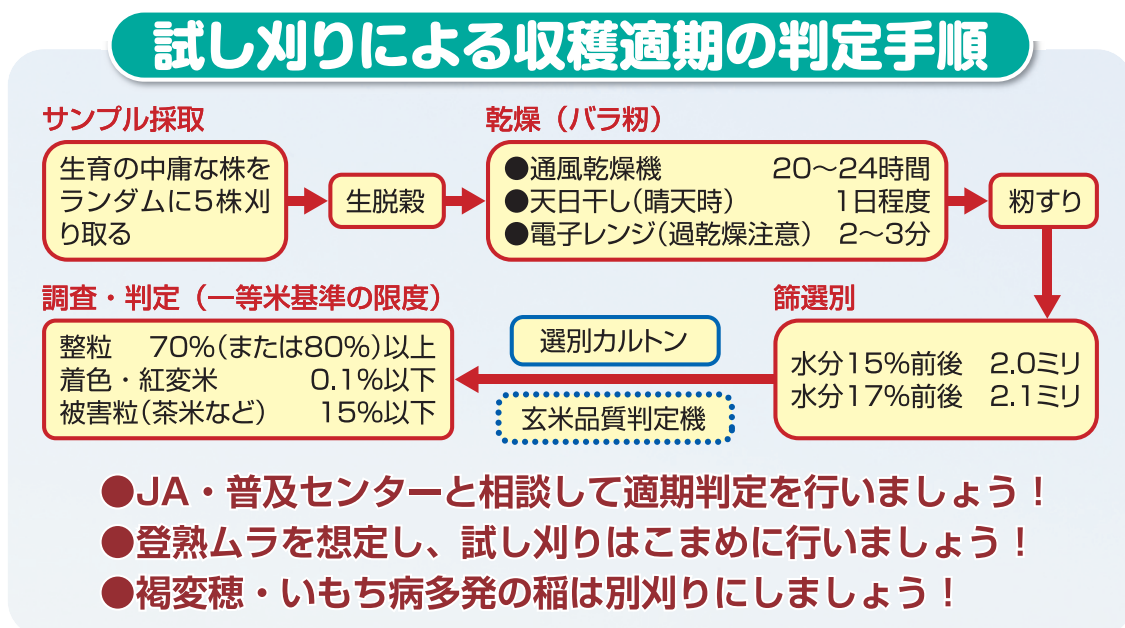 試し刈りによる収穫適期の判定手順
サンプル採取
生育の中庸な株を
ランダムに5株刈
り取る
生脱穀
乾燥（バラ籾）
●通風乾燥機 20〜24時間
●天日干し（晴天時） 1日程度
●電子レンジ（過乾燥注意） 2〜3分
籾すり
篩選別
水分15%前後 2.0ミリ
水分17%前後 2.1ミリ
選別カルトン
玄米品質判定機
調査・判定（一等米基準の限度）
整粒 70%（または80%）以上
着色・紅変米 0.1%以下
被害粒（茶米など） 15%以下
●JA・普及センターと相談して適期判定を行いましょう！
●登熟ムラを想定し、試し刈りはこまめに行いましょう！
●褐変穂・いもち病多発の稲は別刈りにしましょう！